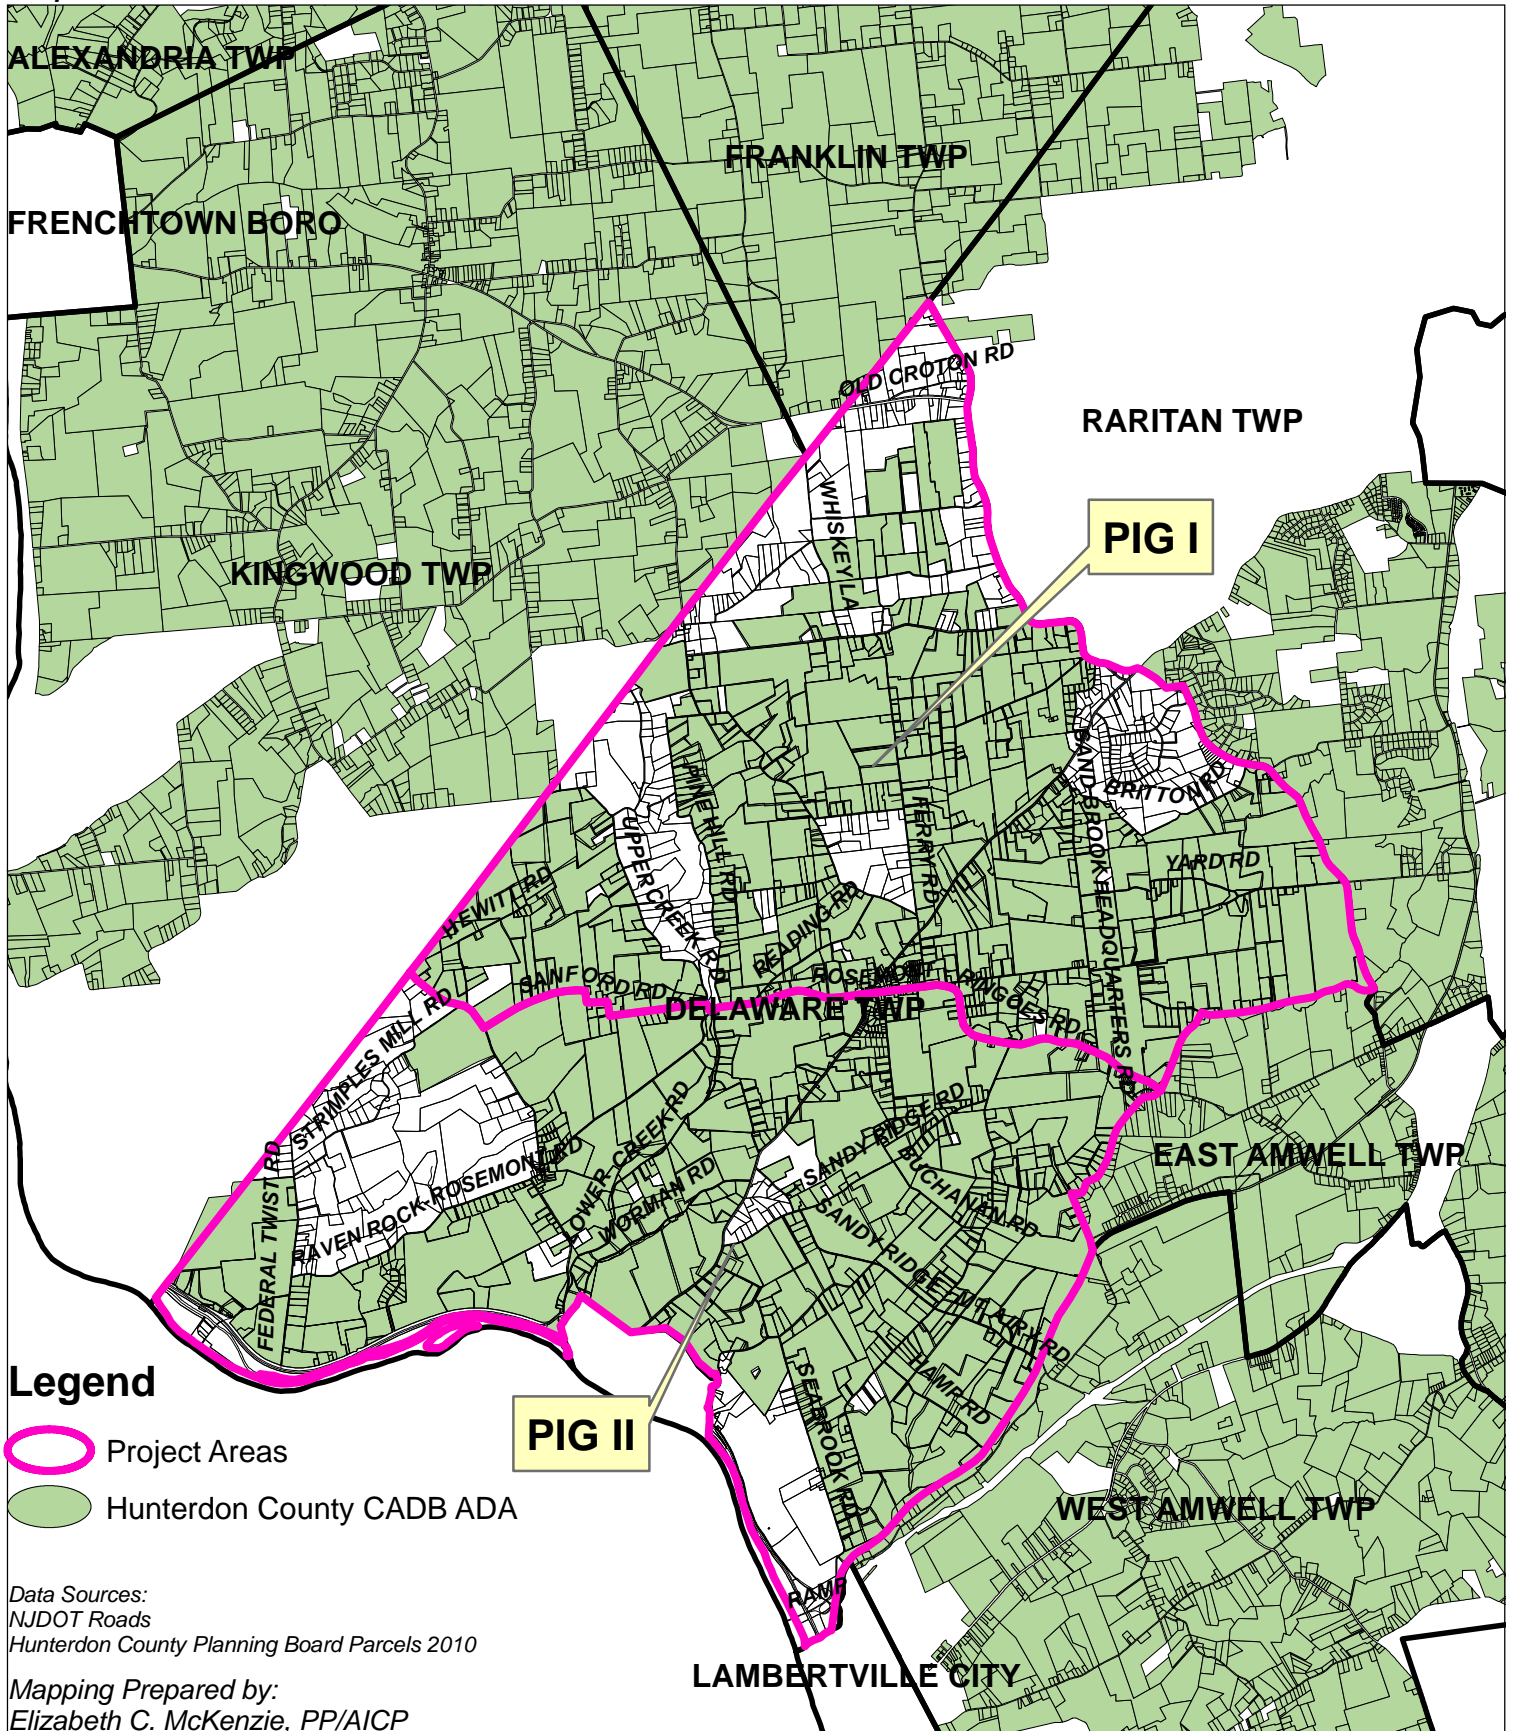 ALEXANDRIA TWP
FRANKLIN TWP
FRENCHTOWN BORO
OLD CROTON RD
RARITAN TWP
WHISKEY LA
PIG I
KINGWOOD TWP
SAND BROOK HEADQUARTERS RD
BRITTON RD
PINE HILL RD
UPPER CREEK RD
FERRY RD
YARD RD
HEWITT RD
READING RD
SANFORD RD
ROSEMONT - RINGOES RD
DELAWARE TWP
STRIMPLES MILL RD
SANDY RIDGE RD
EAST AMWELL TWP
FEDERAL TWIST RD
RAVEN ROCK-ROSEMONT RD
LOWER CREEK RD
WORMAN RD
BUCHANAN RD
SANDY RIDGE - MT AIRY RD
HAMP RD
SEABROOK RD
Legend
PIG II
Project Areas
Hunterdon County CADB ADA
WEST AMWELL TWP
RAMP
Data Sources:
NJDOT Roads
Hunterdon County Planning Board Parcels 2010
LAMBERTVILLE CITY
Mapping Prepared by:
Elizabeth C. McKenzie, PP/AICP